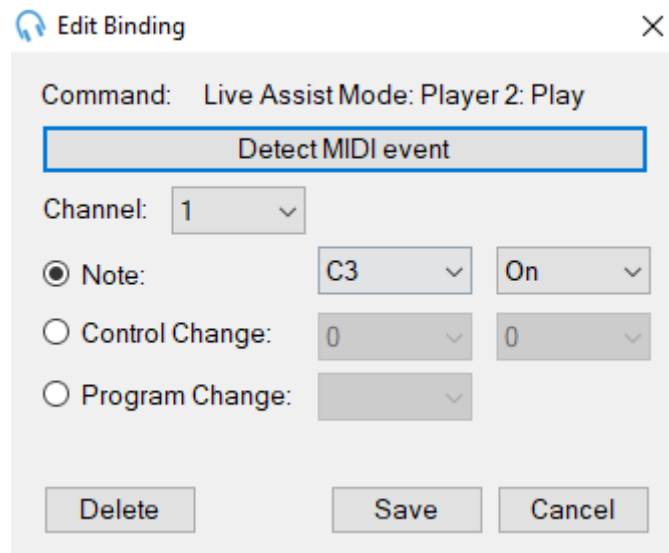 Edit Binding
Command: Live Assist Mode: Player 2: Play
Detect MIDI event
Channel: 1
Note: C3 On
Control Change: 0 0
Program Change:
Delete Save Cancel